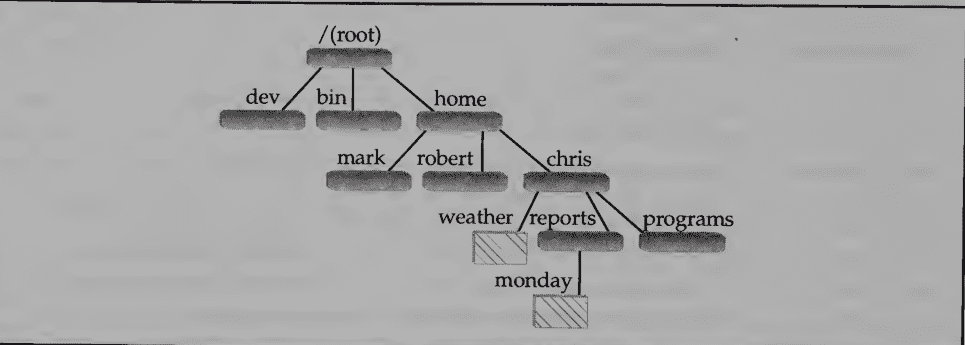 /(root)
dev bin home
mark robert chris
weather reports programs
monday